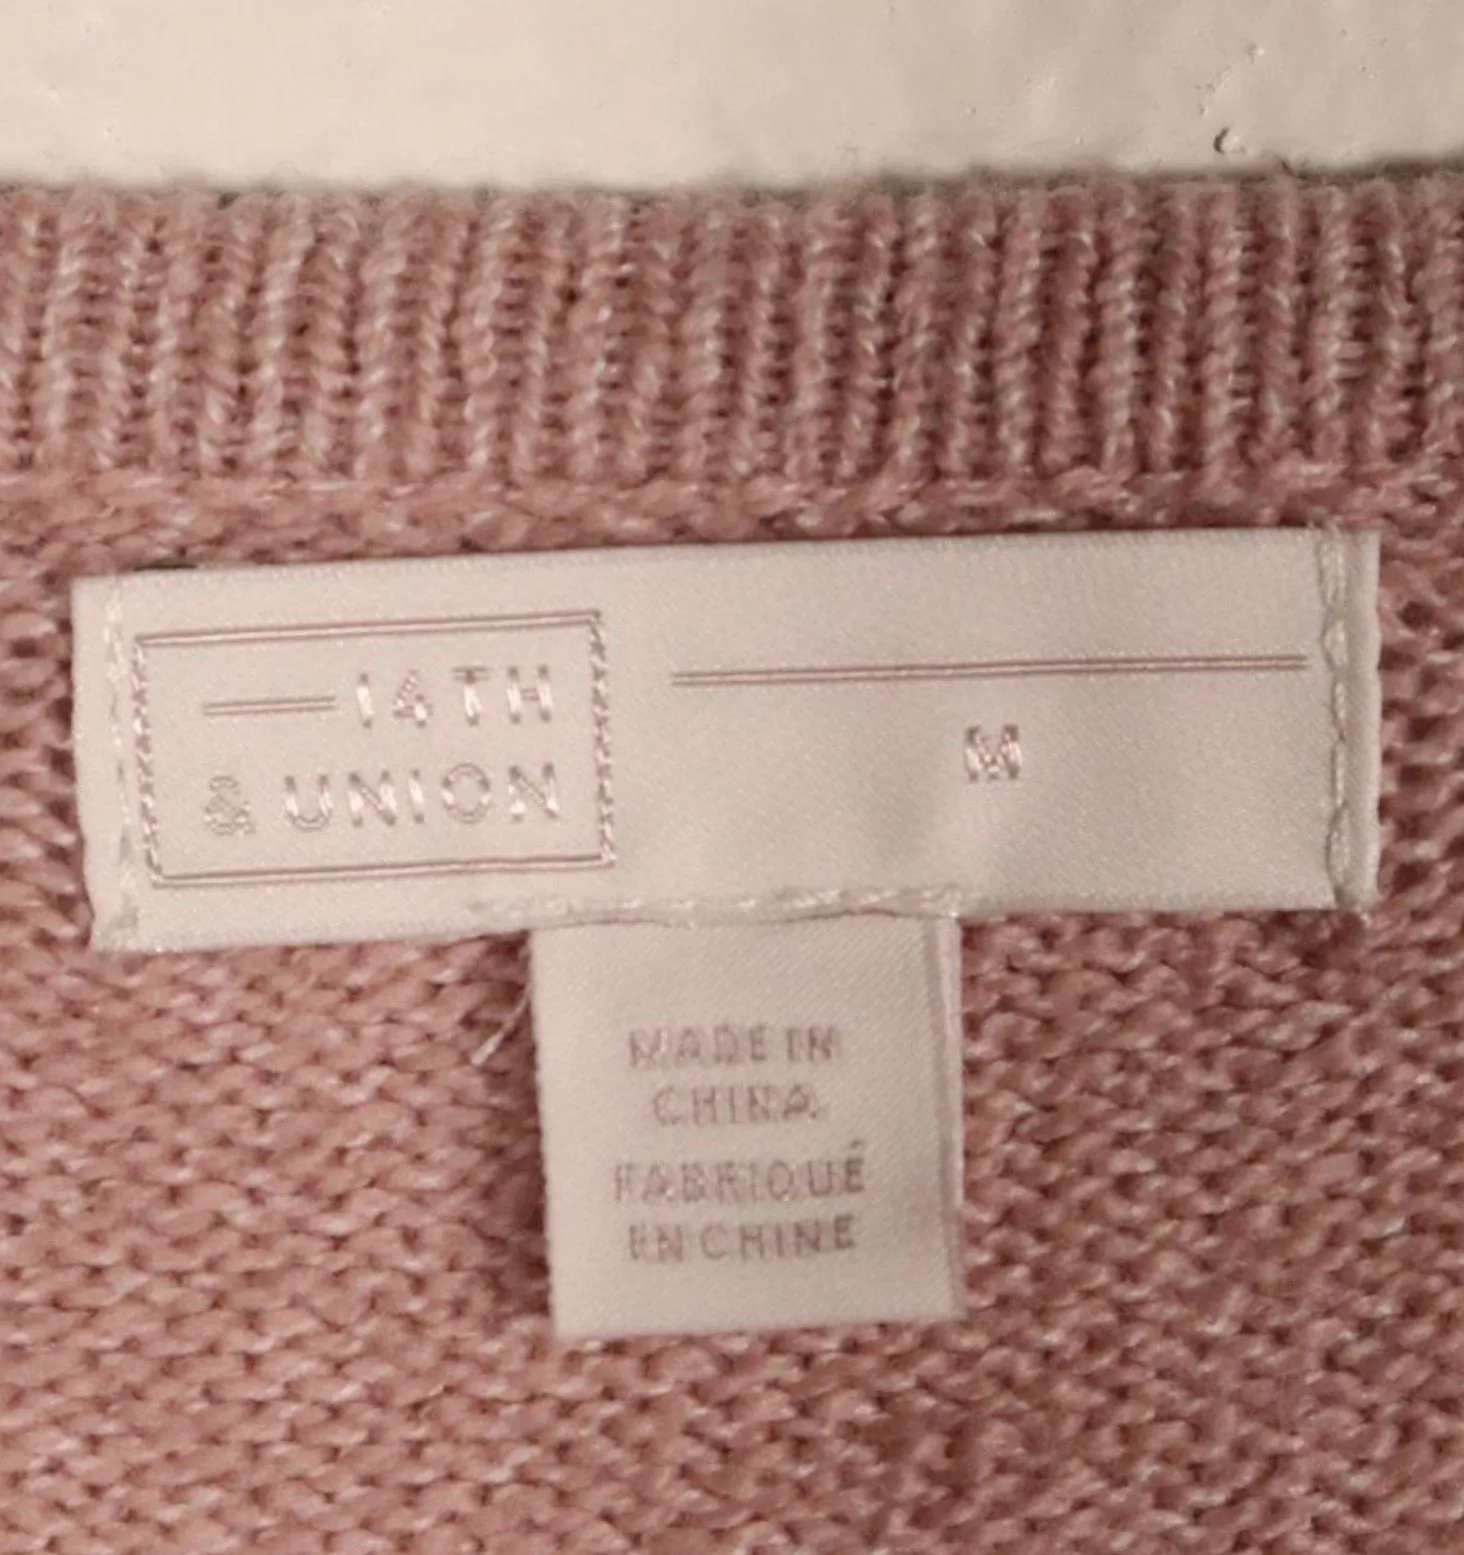 14TH
& UNION
M
MADE IN
CHINA
FABRIQUÉ
EN CHINE